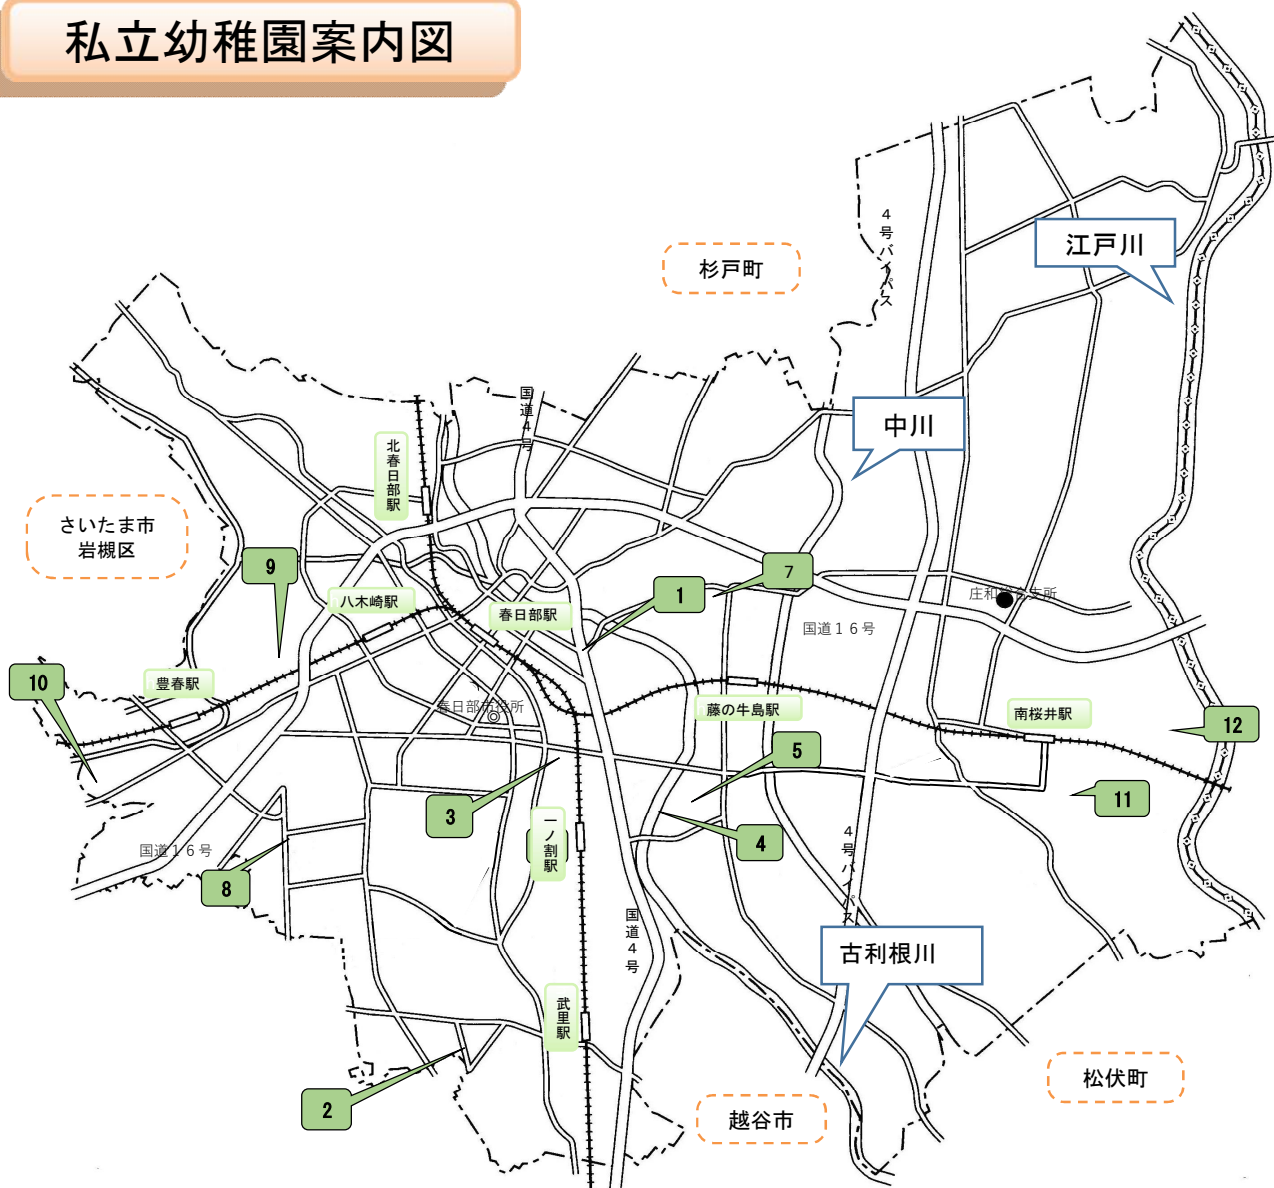 私立幼稚園案内図
江戸川
4号バイパス
杉戸町
国道4号
中川
北春日部駅
さいたま市
岩槻区
9
7
八木崎駅
1
春日部駅
国道16号
10
豊春駅
春日部市役所
藤の牛島駅
南桜井駅
12
5
11
3
一ノ割駅
4
4号バイパス
国道16号
8
国道4号
古利根川
武里駅
2
松伏町
越谷市